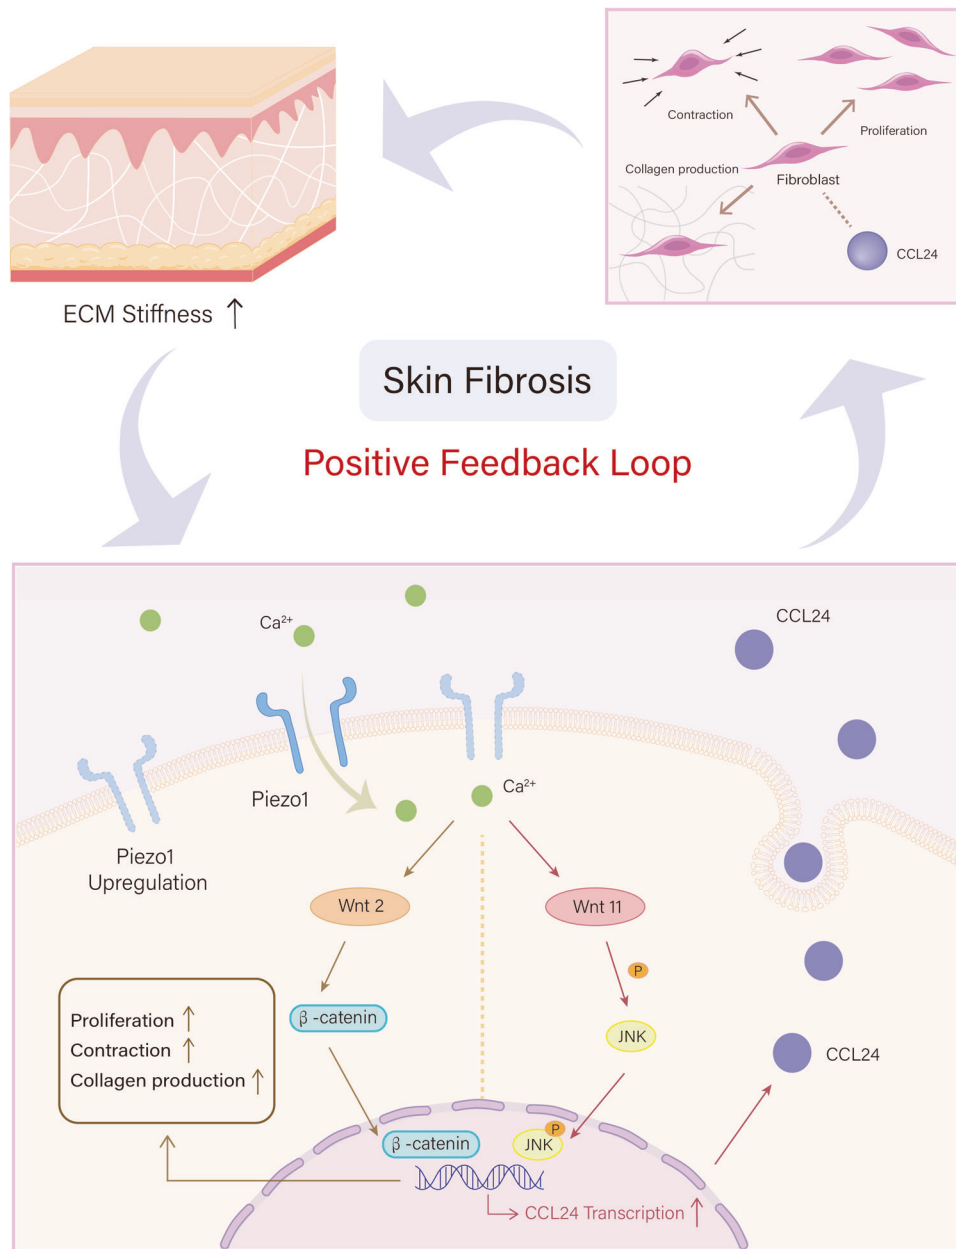 Contraction
Proliferation
Collagen production
Fibroblast
CCL24
ECM Stiffness ↑
Skin Fibrosis
Positive Feedback Loop
Ca²⁺
CCL24
Piezo1
Ca²⁺
Piezo1
Upregulation
Wnt 2
Wnt 11
P
β -catenin
JNK
Proliferation ↑
Contraction ↑
Collagen production ↑
CCL24
β -catenin
JNK
P
CCL24 Transcription ↑